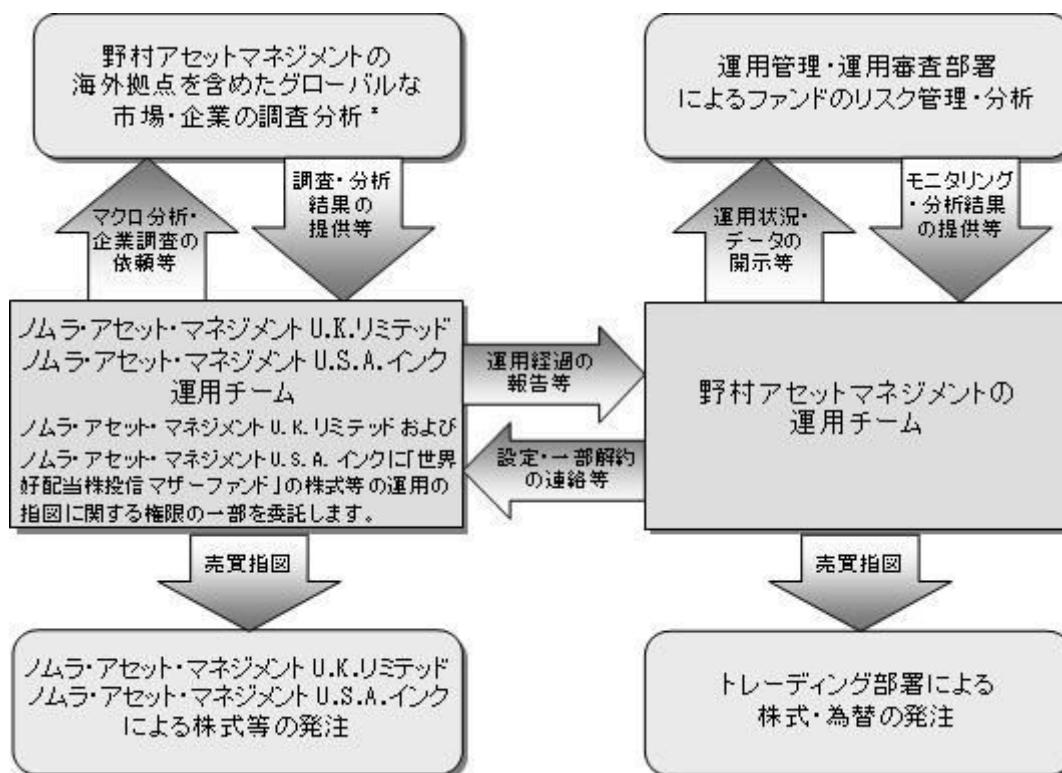 野村アセットマネジメントの
海外拠点を含めたグローバルな
市場・企業の調査分析*
運用管理・運用審査部署
によるファンドのリスク管理・分析
マクロ分析・
企業調査の
依頼等
調査・分析
結果の
提供等
運用状況・
データの
開示等
モニタリング
・分析結果
の提供等
ノムラ・アセット・マネジメントU.K.リミテッド
ノムラ・アセット・マネジメントU.S.A.インク
運用チーム
ノムラ・アセット・マネジメントU.K.リミテッドおよび
ノムラ・アセット・マネジメントU.S.A.インクに「世界
好配当株投信マザーファンド」の株式等の運用の
指図に関する権限の一部を委託します。
運用経過の
報告等
設定・一部解約
の連絡等
野村アセットマネジメントの
運用チーム
売買指図
売買指図
ノムラ・アセット・マネジメントU.K.リミテッド
ノムラ・アセット・マネジメントU.S.A.インク
による株式等の発注
トレーディング部署による
株式・為替の発注